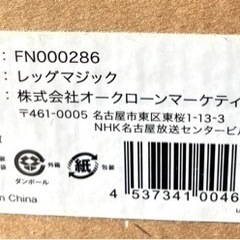 : FN000286
: レッグマジック
: 株式会社オークローンマーケティ
〒461-0005 名古屋市東区東桜1-13-3
NHK名古屋放送センタービル
ダンボール
紙
4 537341 0046
n China